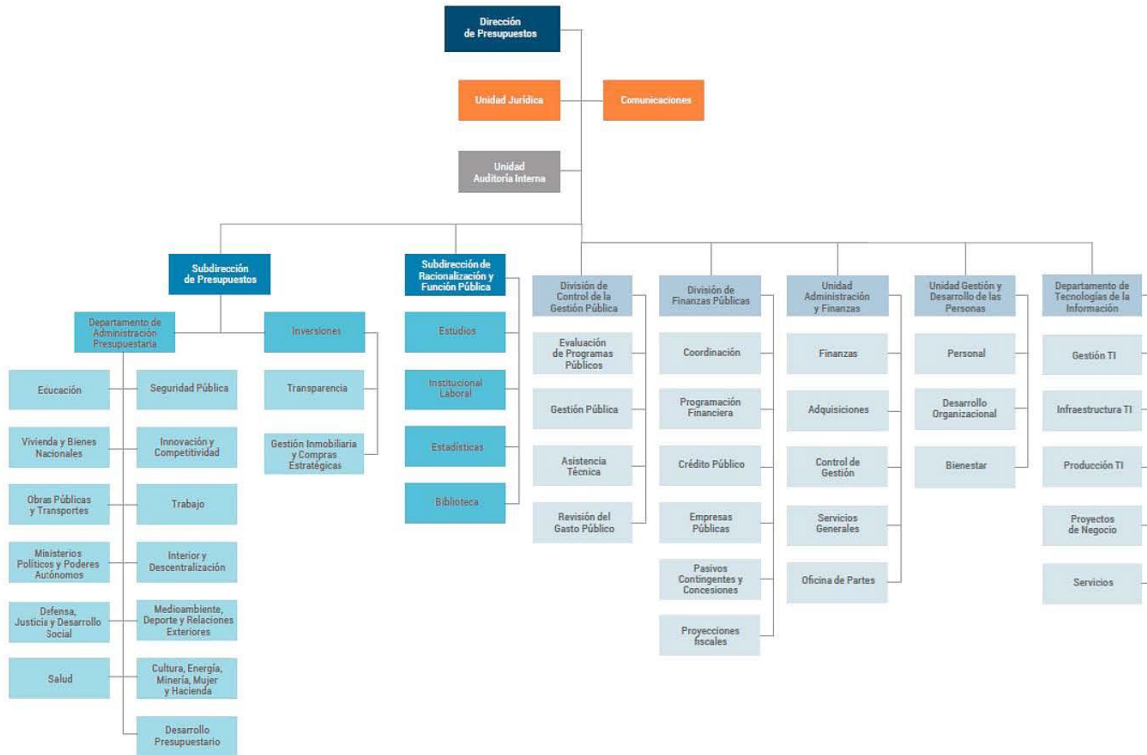 Dirección
de Presupuestos
Unidad Jurídica
Comunicaciones
Unidad
Auditoría Interna
Subdirección
de Presupuestos
Departamento de
Administración
Presupuestaria
Educación
Vivienda y Bienes
Nacionales
Obras Públicas
y Transportes
Ministerios
Políticos y Poderes
Autónomos
Defensa,
Justicia y Desarrollo
Social
Salud
Seguridad Pública
Innovación y
Competitividad
Trabajo
Interior y
Descentralización
Medioambiente,
Deporte y Relaciones
Exteriores
Cultura, Energía,
Minería, Mujer
y Hacienda
Desarrollo
Presupuestario
Inversiones
Transparencia
Gestión Inmobiliaria
y Compras
Estratégicas
Subdirección de
Racionalización y
Función Pública
Estudios
Institucional
Laboral
Estadísticas
Biblioteca
División de
Control de la
Gestión Pública
Evaluación
de Programas
Públicos
Gestión Pública
Asistencia
Técnica
Revisión del
Gasto Público
División de
Finanzas Públicas
Coordinación
Programación
Financiera
Crédito Público
Empresas
Públicas
Pasivos
Contingentes y
Concesiones
Proyecciones
fiscales
Unidad
Administración
y Finanzas
Finanzas
Adquisiciones
Control de
Gestión
Servicios
Generales
Oficina de Partes
Unidad Gestión y
Desarrollo de las
Personas
Personal
Desarrollo
Organizacional
Bienestar
Departamento de
Tecnologías de la
Información
Gestión TI
Infraestructura TI
Producción TI
Proyectos
de Negocio
Servicios